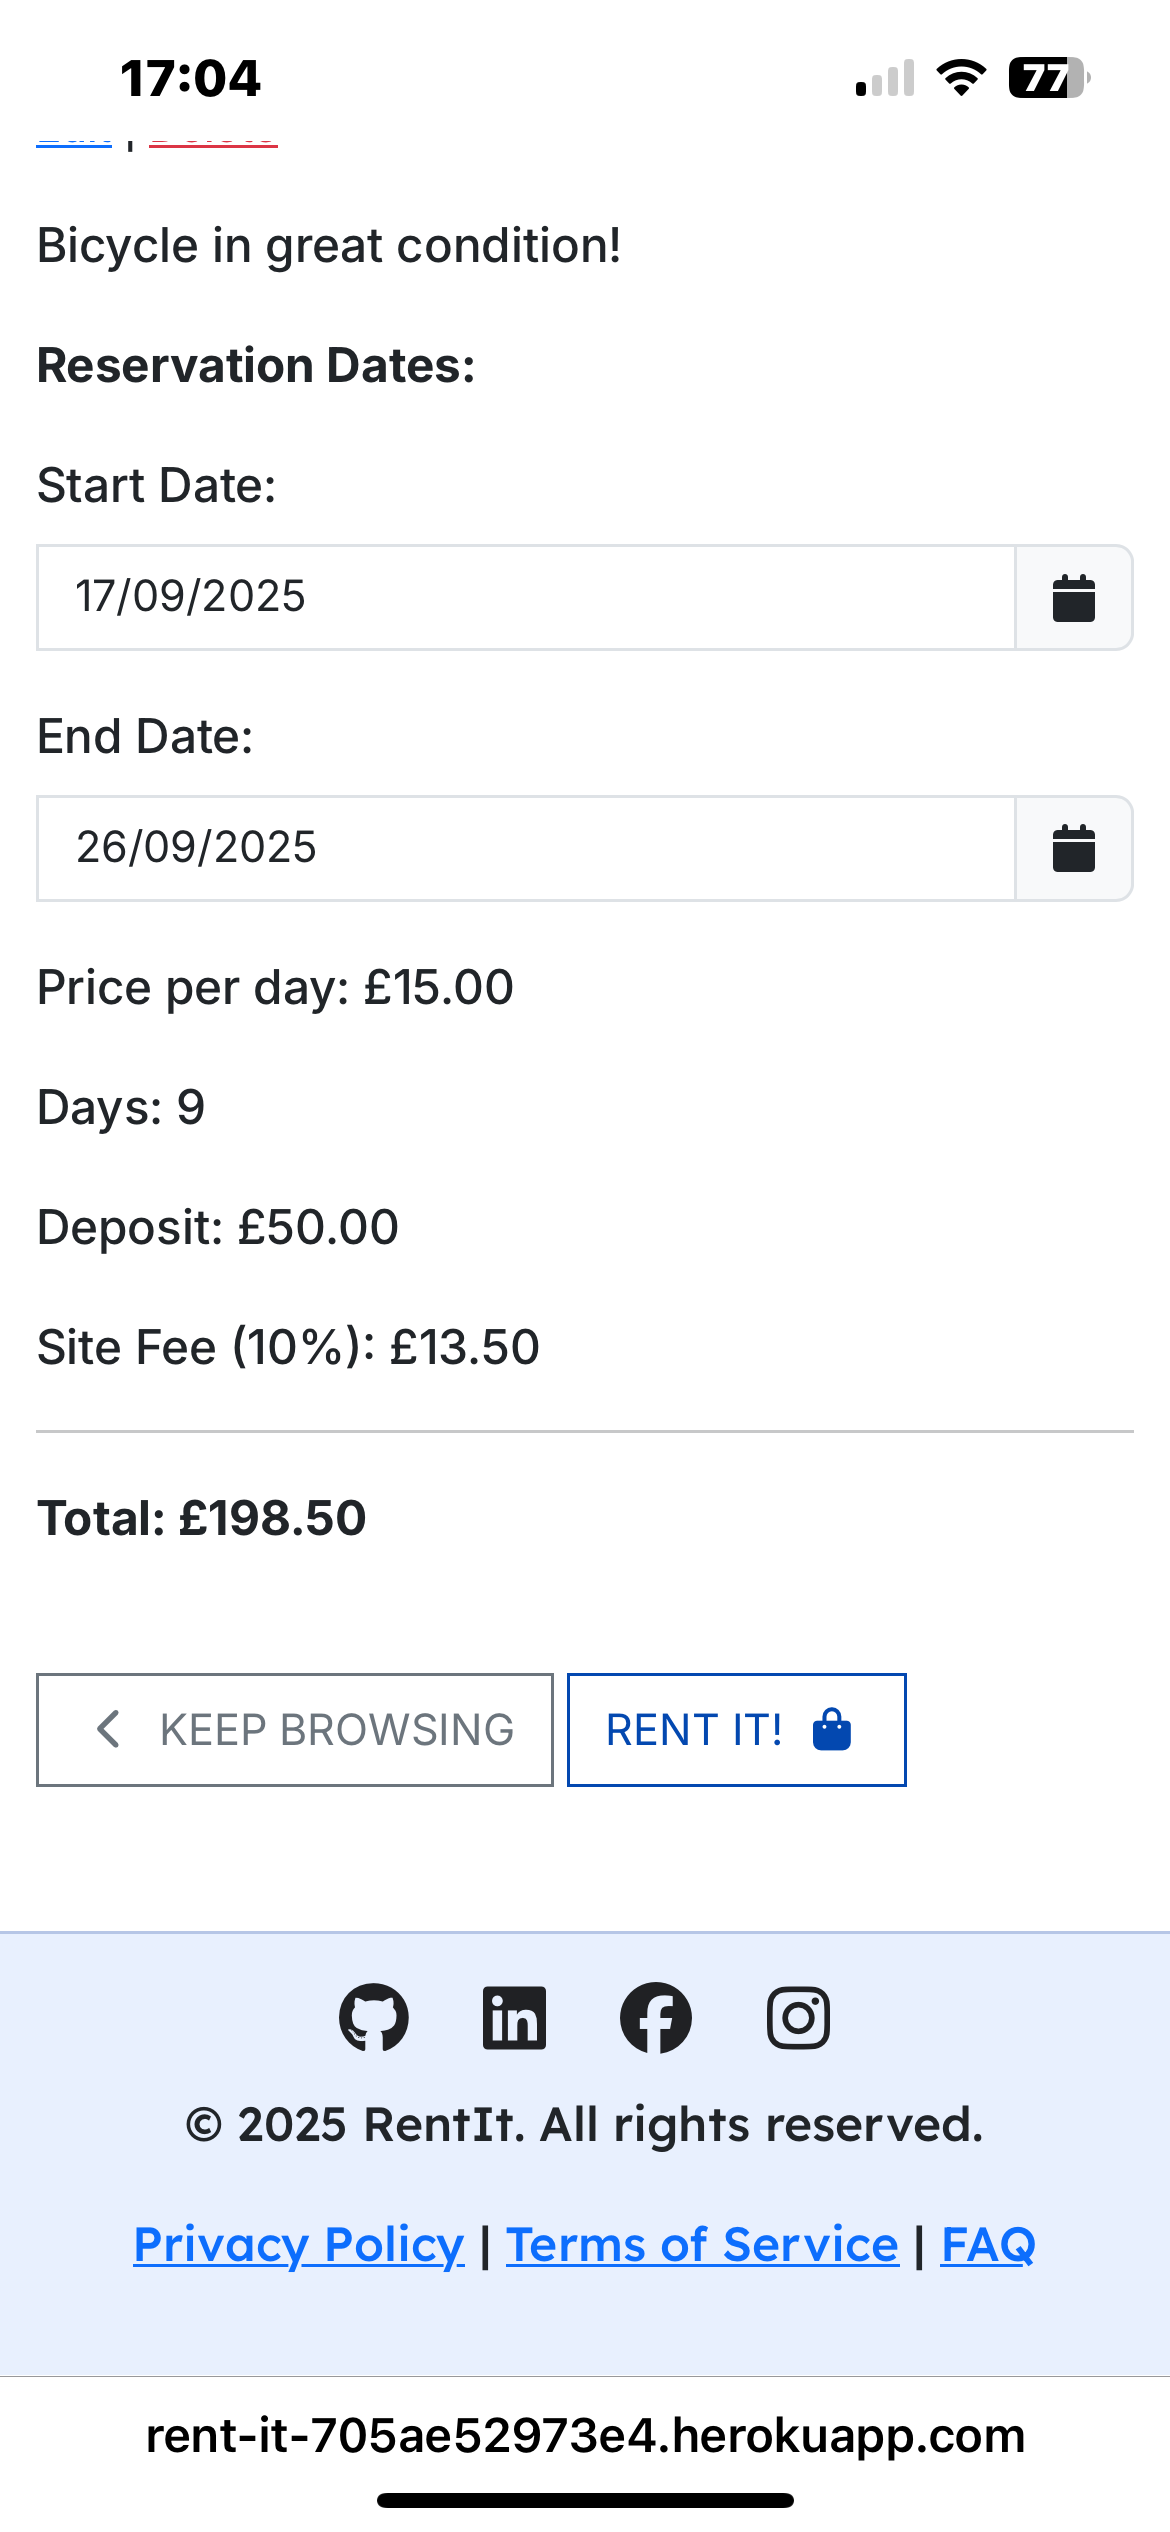 17:04
77
Bicycle in great condition!
Reservation Dates:
Start Date:
17/09/2025
End Date:
26/09/2025
Price per day: £15.00
Days: 9
Deposit: £50.00
Site Fee (10%): £13.50
Total: £198.50
KEEP BROWSING RENT IT!
© 2025 RentIt. All rights reserved.
Privacy Policy | Terms of Service | FAQ
rent-it-705ae52973e4.herokuapp.com